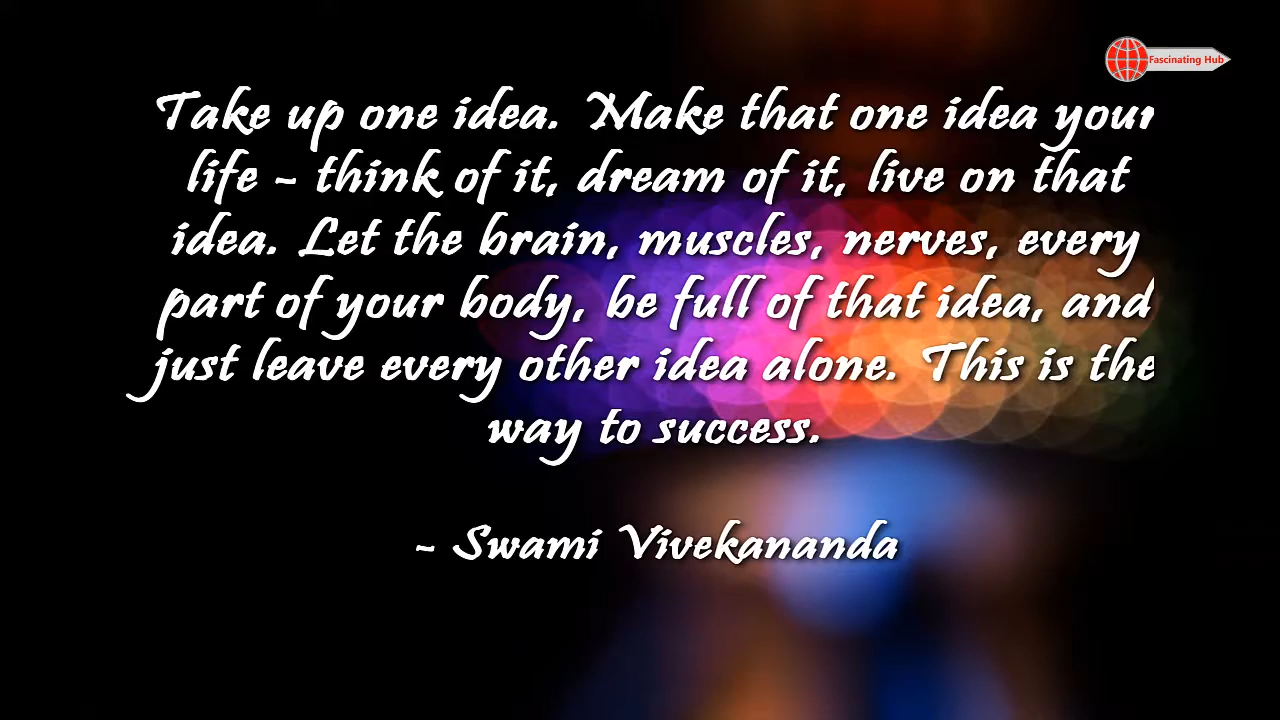 Fascinating Hub
Take up one idea. Make that one idea your
life - think of it, dream of it, live on that
idea. Let the brain, muscles, nerves, every
part of your body, be full of that idea, and
just leave every other idea alone. This is the
way to success.
- Swami Vivekananda